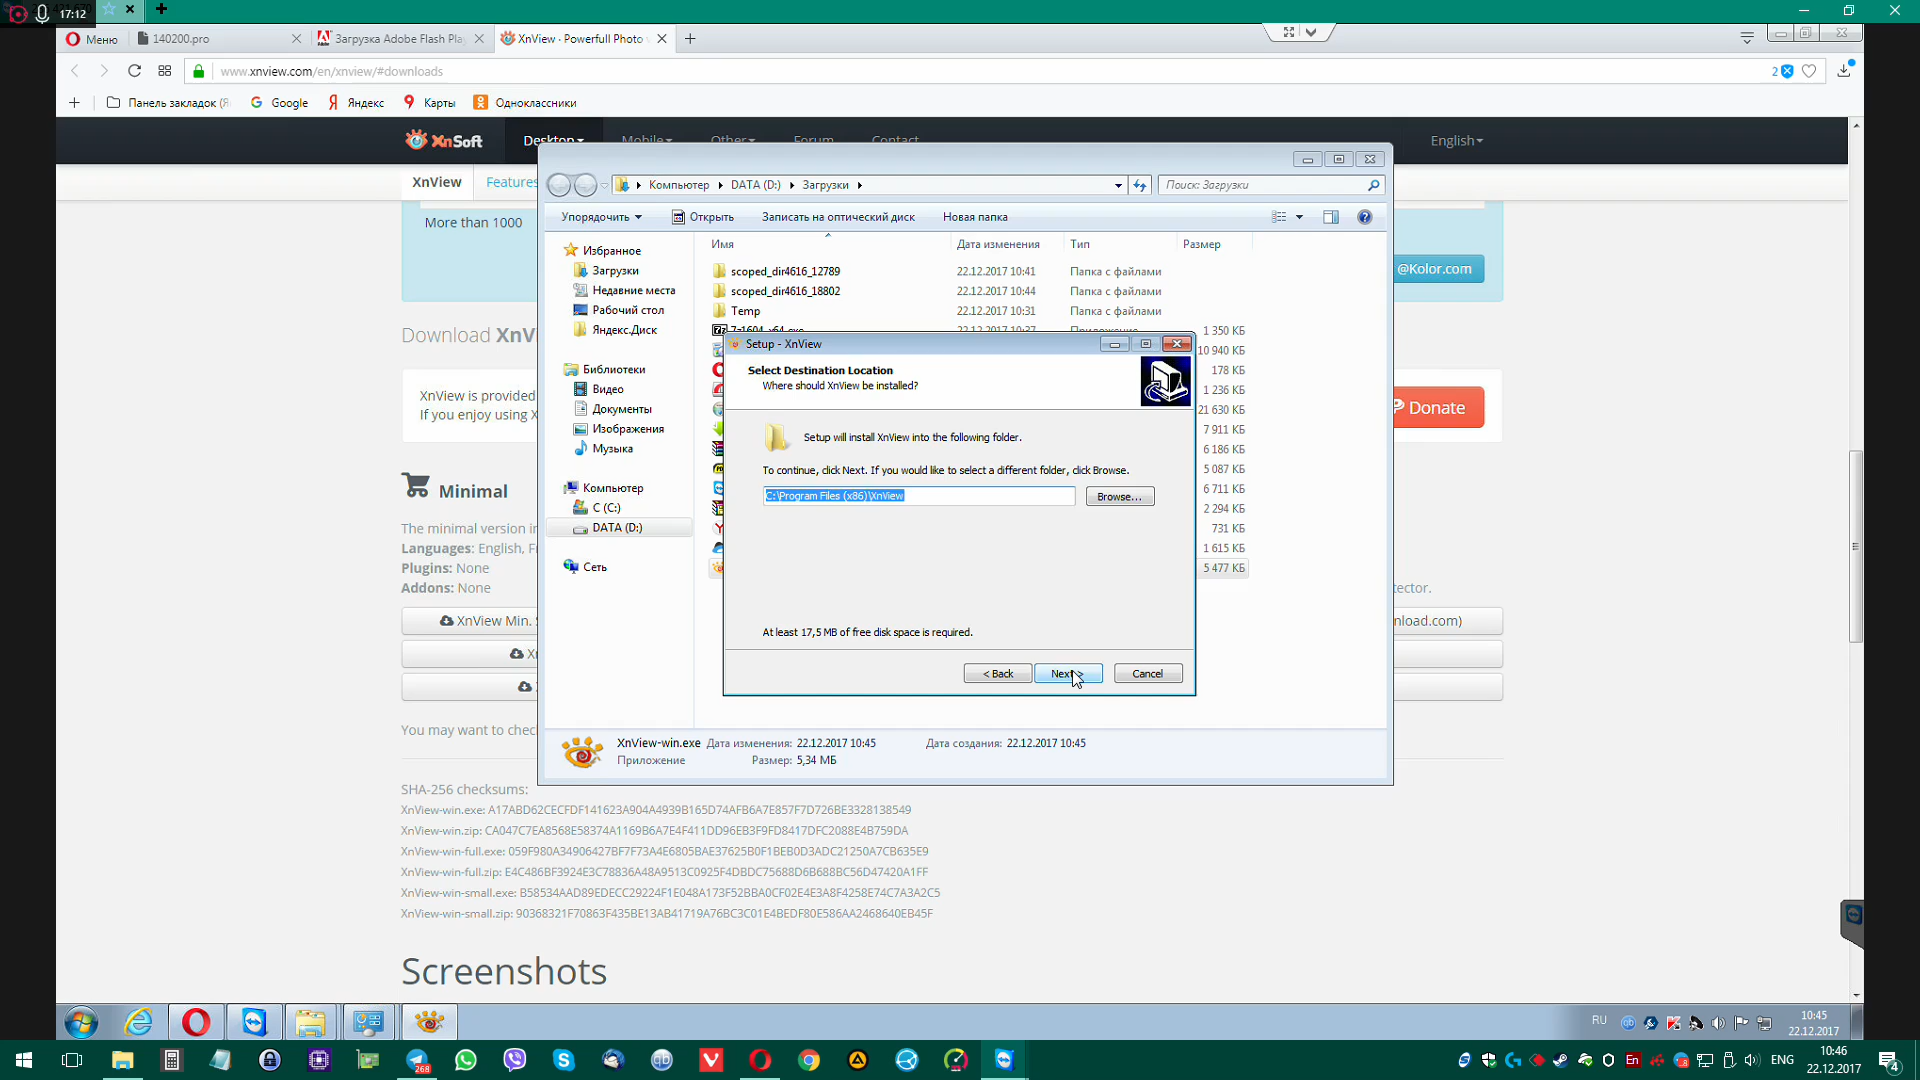 17:12
Меню
140200.pro
Загрузка Adobe Flash Pla
XnView · Powerfull Photo
www.xnview.com/en/xnview/#downloads
2
Панель закладок (Я
Google
Яндекс
Карты
Одноклассники
XnSoft
Desktop
Mobile
Other
Forum
Contact
English
XnView
Features
More than 1000
@Kolor.com
Download XnVi
XnView is provided
If you enjoy using X
Donate
Minimal
The minimal version in
Languages: English, Fr
Plugins: None
Addons: None
tector.
XnView Min. S
nload.com)
You may want to chec
Компьютер
DATA (D:)
Загрузки
Поиск: Загрузки
Упорядочить
Открыть
Записать на оптический диск
Новая папка
Имя
Дата изменения
Тип
Размер
Избранное
Загрузки
Недавние места
Рабочий стол
Яндекс.Диск
Библиотеки
Видео
Документы
Изображения
Музыка
Компьютер
C (C:)
DATA (D:)
Сеть
scoped_dir4616_12789 22.12.2017 10:41 Папка с файлами
scoped_dir4616_18802 22.12.2017 10:44 Папка с файлами
Temp 22.12.2017 10:31 Папка с файлами
7z1604_x64.exe 22.12.2017 10:37 Приложение 1 350 КБ
10 940 КБ
178 КБ
1 236 КБ
21 630 КБ
7 911 КБ
6 186 КБ
5 087 КБ
6 711 КБ
2 294 КБ
731 КБ
1 615 КБ
5 477 КБ
Setup - XnView
Select Destination Location
Where should XnView be installed?
Setup will install XnView into the following folder.
To continue, click Next. If you would like to select a different folder, click Browse.
C:\Program Files (x86)\XnView
Browse...
At least 17,5 MB of free disk space is required.
< Back
Next >
Cancel
XnView-win.exe Дата изменения: 22.12.2017 10:45 Дата создания: 22.12.2017 10:45
Приложение Размер: 5,34 МБ
SHA-256 checksums:
XnView-win.exe: A17ABD62CECFDF141623A904A4939B165D74AFB6A7E857F7D726BE3328138549
XnView-win.zip: CA047C7EA8568E58374A1169B6A7E4F411DD96EB3F9FD8417DFC2088E4B759DA
XnView-win-full.exe: 059F980A34906427BF7F73A4E6805BAE37625B0F1BEB0D3ADC21250A7CB635E9
XnView-win-full.zip: E4C486BF3924E3C78836A48A9513C0925F4DBDC75688D6B688BC56D47420A1FF
XnView-win-small.exe: B58534AAD89EDECC29224F1E048A173F52BBA0CF02E4E3A8F4258E74C7A3A2C5
XnView-win-small.zip: 90368321F70863F435BE13AB41719A76BC3C01E4BEDF80E586AA2468640EB45F
Screenshots
RU
10:45
22.12.2017
268
ENG
10:46
22.12.2017
4